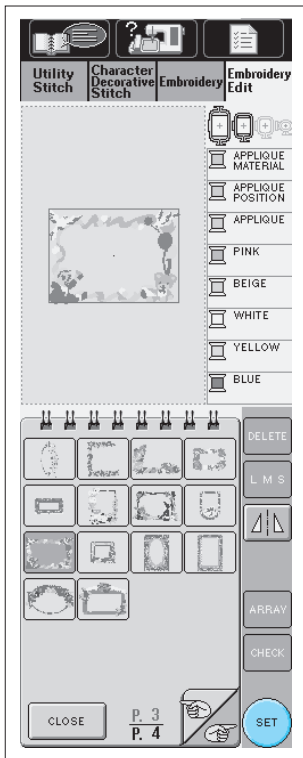 Utility
Stitch
Character
Decorative
Stitch
Embroidery
Embroidery
Edit
APPLIQUE
MATERIAL
APPLIQUE
POSITION
APPLIQUE
PINK
BEIGE
WHITE
YELLOW
BLUE
DELETE
L M S
ARRAY
CHECK
CLOSE
P. 3
P. 4
SET